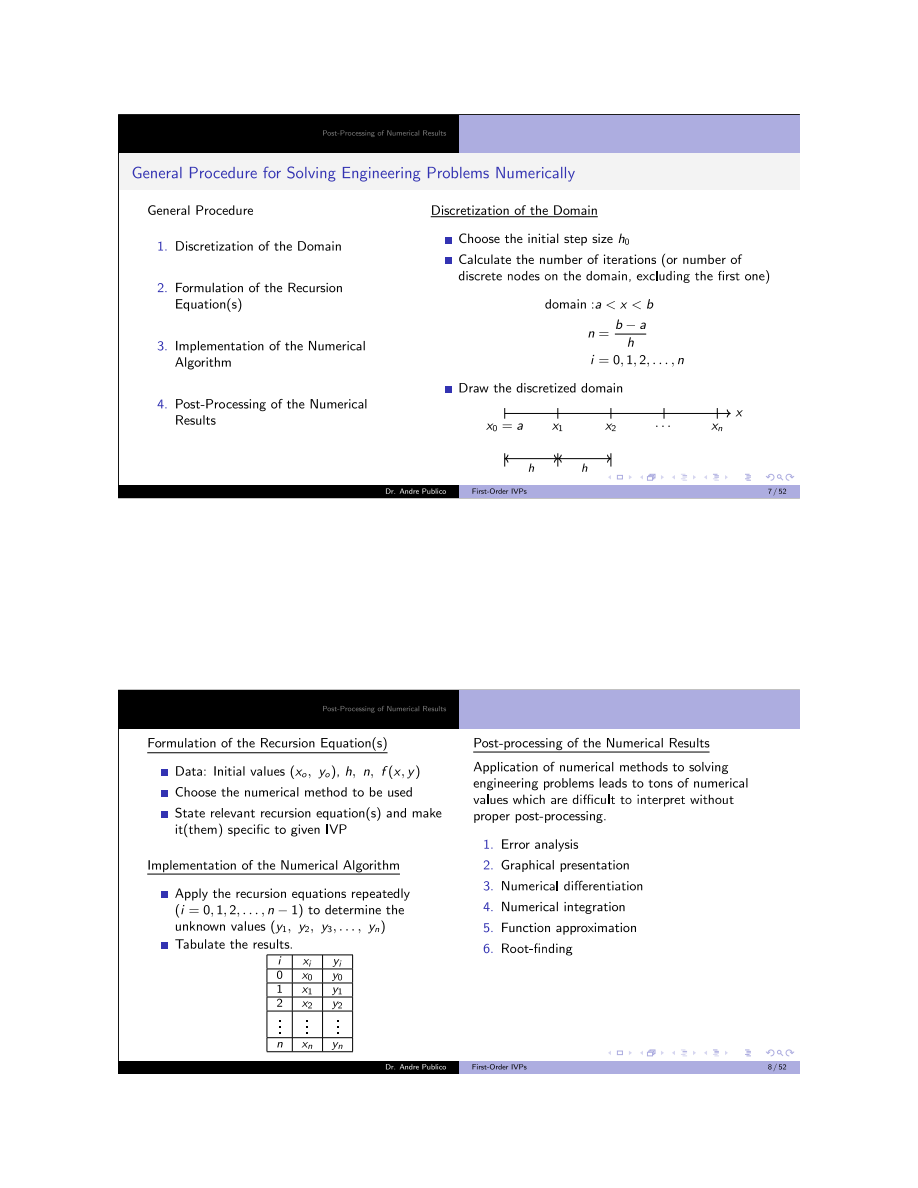 Post-Processing of Numerical Results
General Procedure for Solving Engineering Problems Numerically
General Procedure
1. Discretization of the Domain
2. Formulation of the Recursion
Equation(s)
3. Implementation of the Numerical
Algorithm
4. Post-Processing of the Numerical
Results
Discretization of the Domain
Choose the initial step size h₀
Calculate the number of iterations (or number of
discrete nodes on the domain, excluding the first one)
domain :a < x < b
n = (b − a)/h
i = 0, 1, 2, . . . , n
Draw the discretized domain
x
x₀ = a x₁ x₂ · · · xₙ
h h
Dr. Andre Publico First-Order IVPs 7 / 52
Post-Processing of Numerical Results
Formulation of the Recursion Equation(s)
Data: Initial values (xₒ, yₒ), h, n, f(x, y)
Choose the numerical method to be used
State relevant recursion equation(s) and make
it(them) specific to given IVP
Implementation of the Numerical Algorithm
Apply the recursion equations repeatedly
(i = 0, 1, 2, . . . , n − 1) to determine the
unknown values (y₁, y₂, y₃, . . . , yₙ)
Tabulate the results.
i xᵢ yᵢ
0 x₀ y₀
1 x₁ y₁
2 x₂ y₂
⋮ ⋮ ⋮
n xₙ yₙ
Post-processing of the Numerical Results
Application of numerical methods to solving
engineering problems leads to tons of numerical
values which are difficult to interpret without
proper post-processing.
1. Error analysis
2. Graphical presentation
3. Numerical differentiation
4. Numerical integration
5. Function approximation
6. Root-finding
Dr. Andre Publico First-Order IVPs 8 / 52